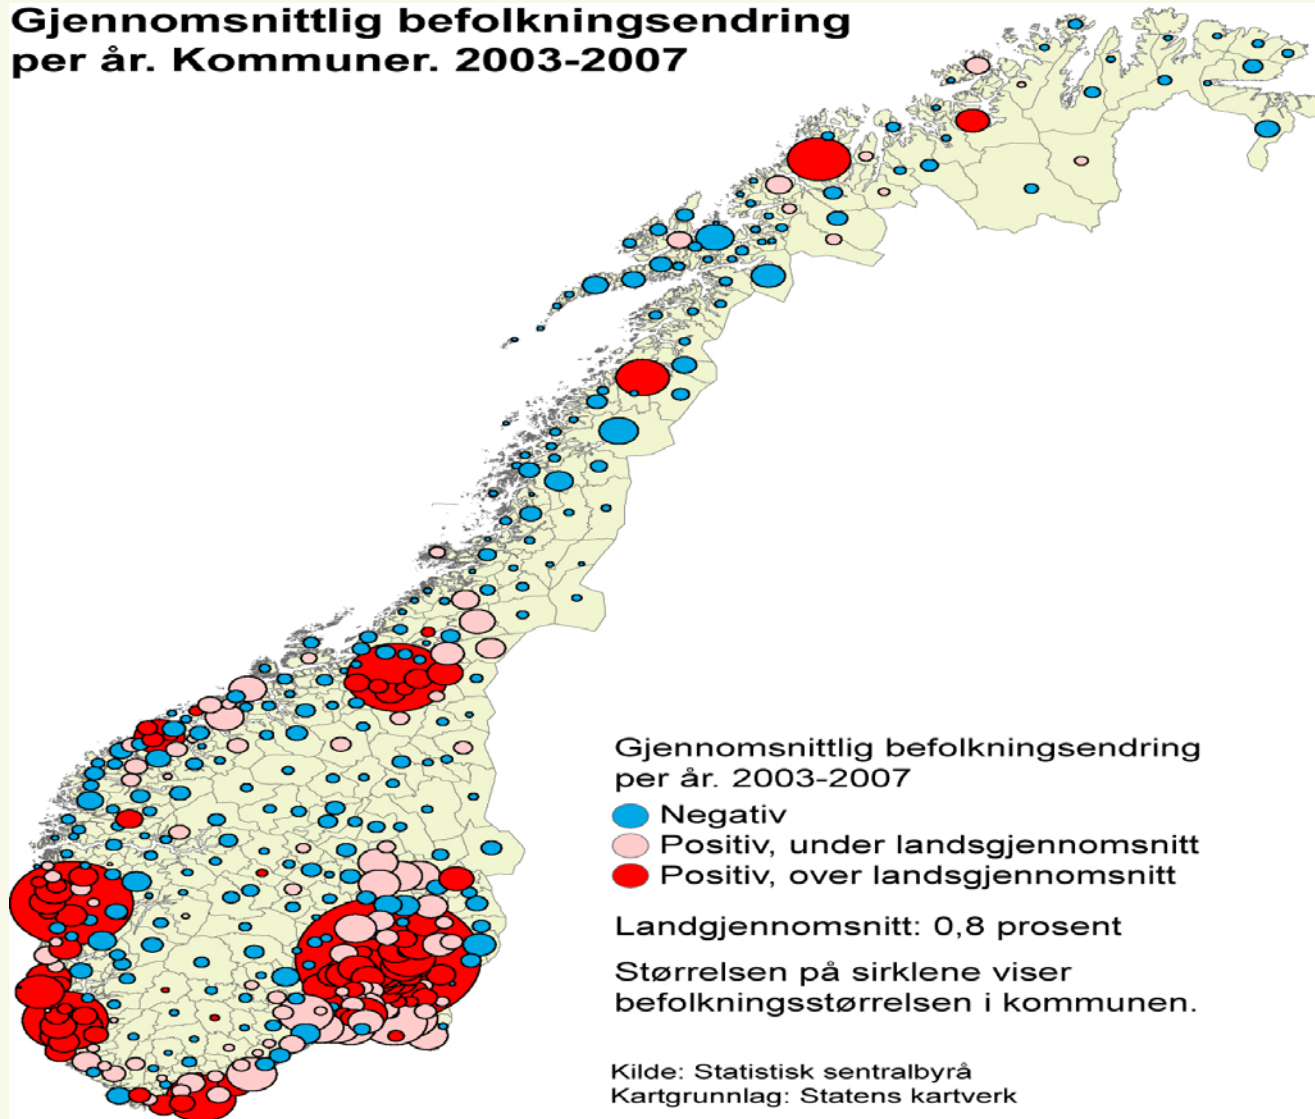 Gjennomsnittlig befolkningsendring
per år. Kommuner. 2003-2007
Gjennomsnittlig befolkningsendring
per år. 2003-2007
Negativ
Positiv, under landsgjennomsnitt
Positiv, over landsgjennomsnitt
Landgjennomsnitt: 0,8 prosent
Størrelsen på sirklene viser
befolkningsstørrelsen i kommunen.
Kilde: Statistisk sentralbyrå
Kartgrunnlag: Statens kartverk